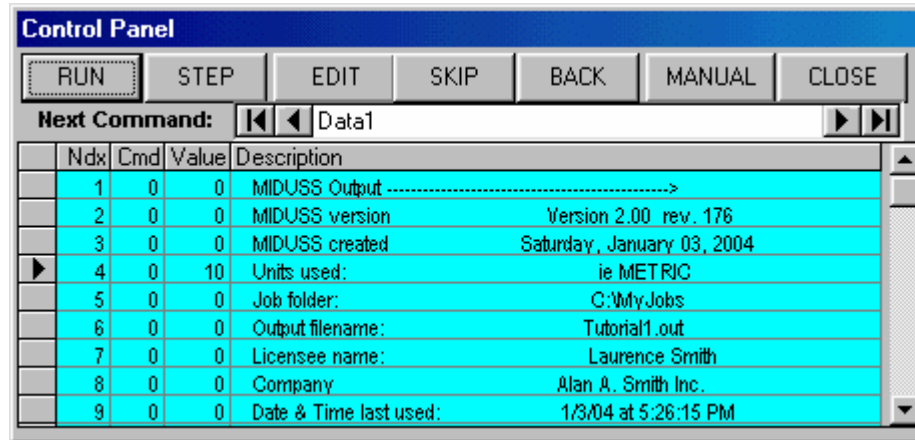 Control Panel
RUN STEP EDIT SKIP BACK MANUAL CLOSE
Next Command: Data1
Ndx Cmd Value Description
1 0 0 MIDUSS Output ------------------------------------------------>
2 0 0 MIDUSS version Version 2.00 rev. 176
3 0 0 MIDUSS created Saturday, January 03, 2004
4 0 10 Units used: ie METRIC
5 0 0 Job folder: C:\MyJobs
6 0 0 Output filename: Tutorial1.out
7 0 0 Licensee name: Laurence Smith
8 0 0 Company Alan A. Smith Inc.
9 0 0 Date & Time last used: 1/3/04 at 5:26:15 PM